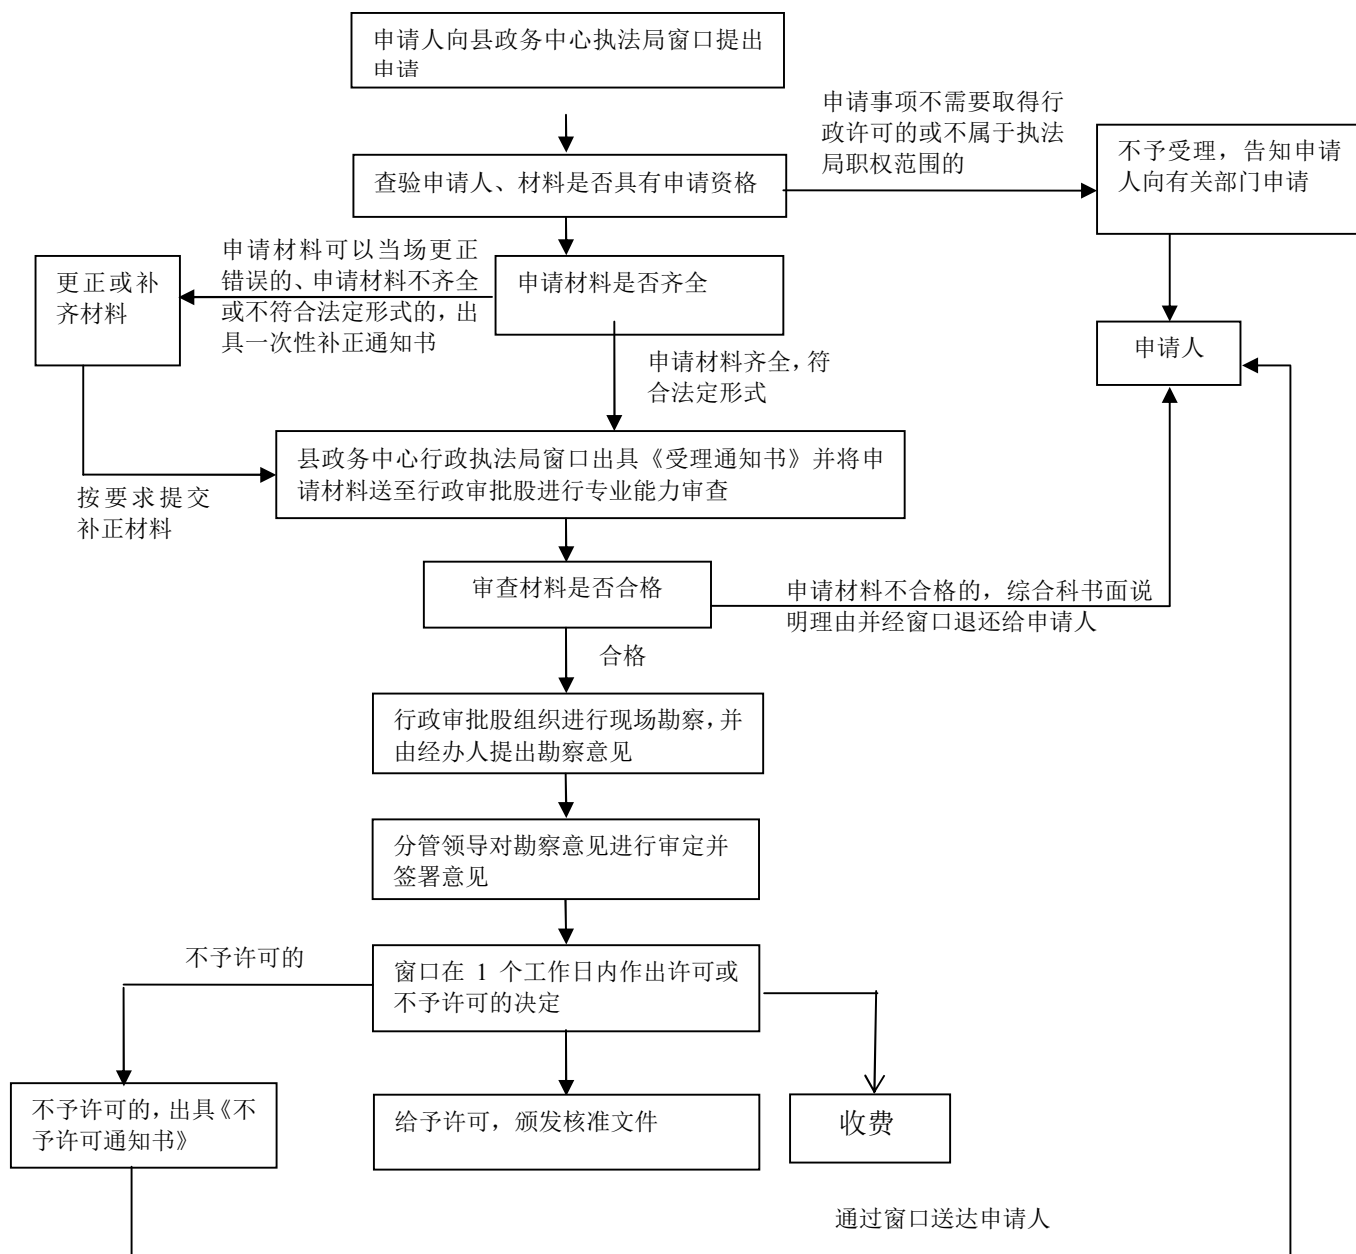 申请人向县政务中心执法局窗口提出
申请
申请事项不需要取得行
政许可的或不属于执法
局职权范围的
不予受理，告知申请
人向有关部门申请
查验申请人、材料是否具有申请资格
申请材料可以当场更正
错误的、申请材料不齐全
或不符合法定形式的，出
具一次性补正通知书
更正或补
齐材料
申请材料是否齐全
申请人
申请材料齐全，符
合法定形式
县政务中心行政执法局窗口出具《受理通知书》并将申
请材料送至行政审批股进行专业能力审查
按要求提交
补正材料
审查材料是否合格
申请材料不合格的，综合科书面说
明理由并经窗口退还给申请人
合格
行政审批股组织进行现场勘察，并
由经办人提出勘察意见
分管领导对勘察意见进行审定并
签署意见
不予许可的
窗口在 1 个工作日内作出许可或
不予许可的决定
不予许可的，出具《不
予许可通知书》
给予许可，颁发核准文件
收费
通过窗口送达申请人